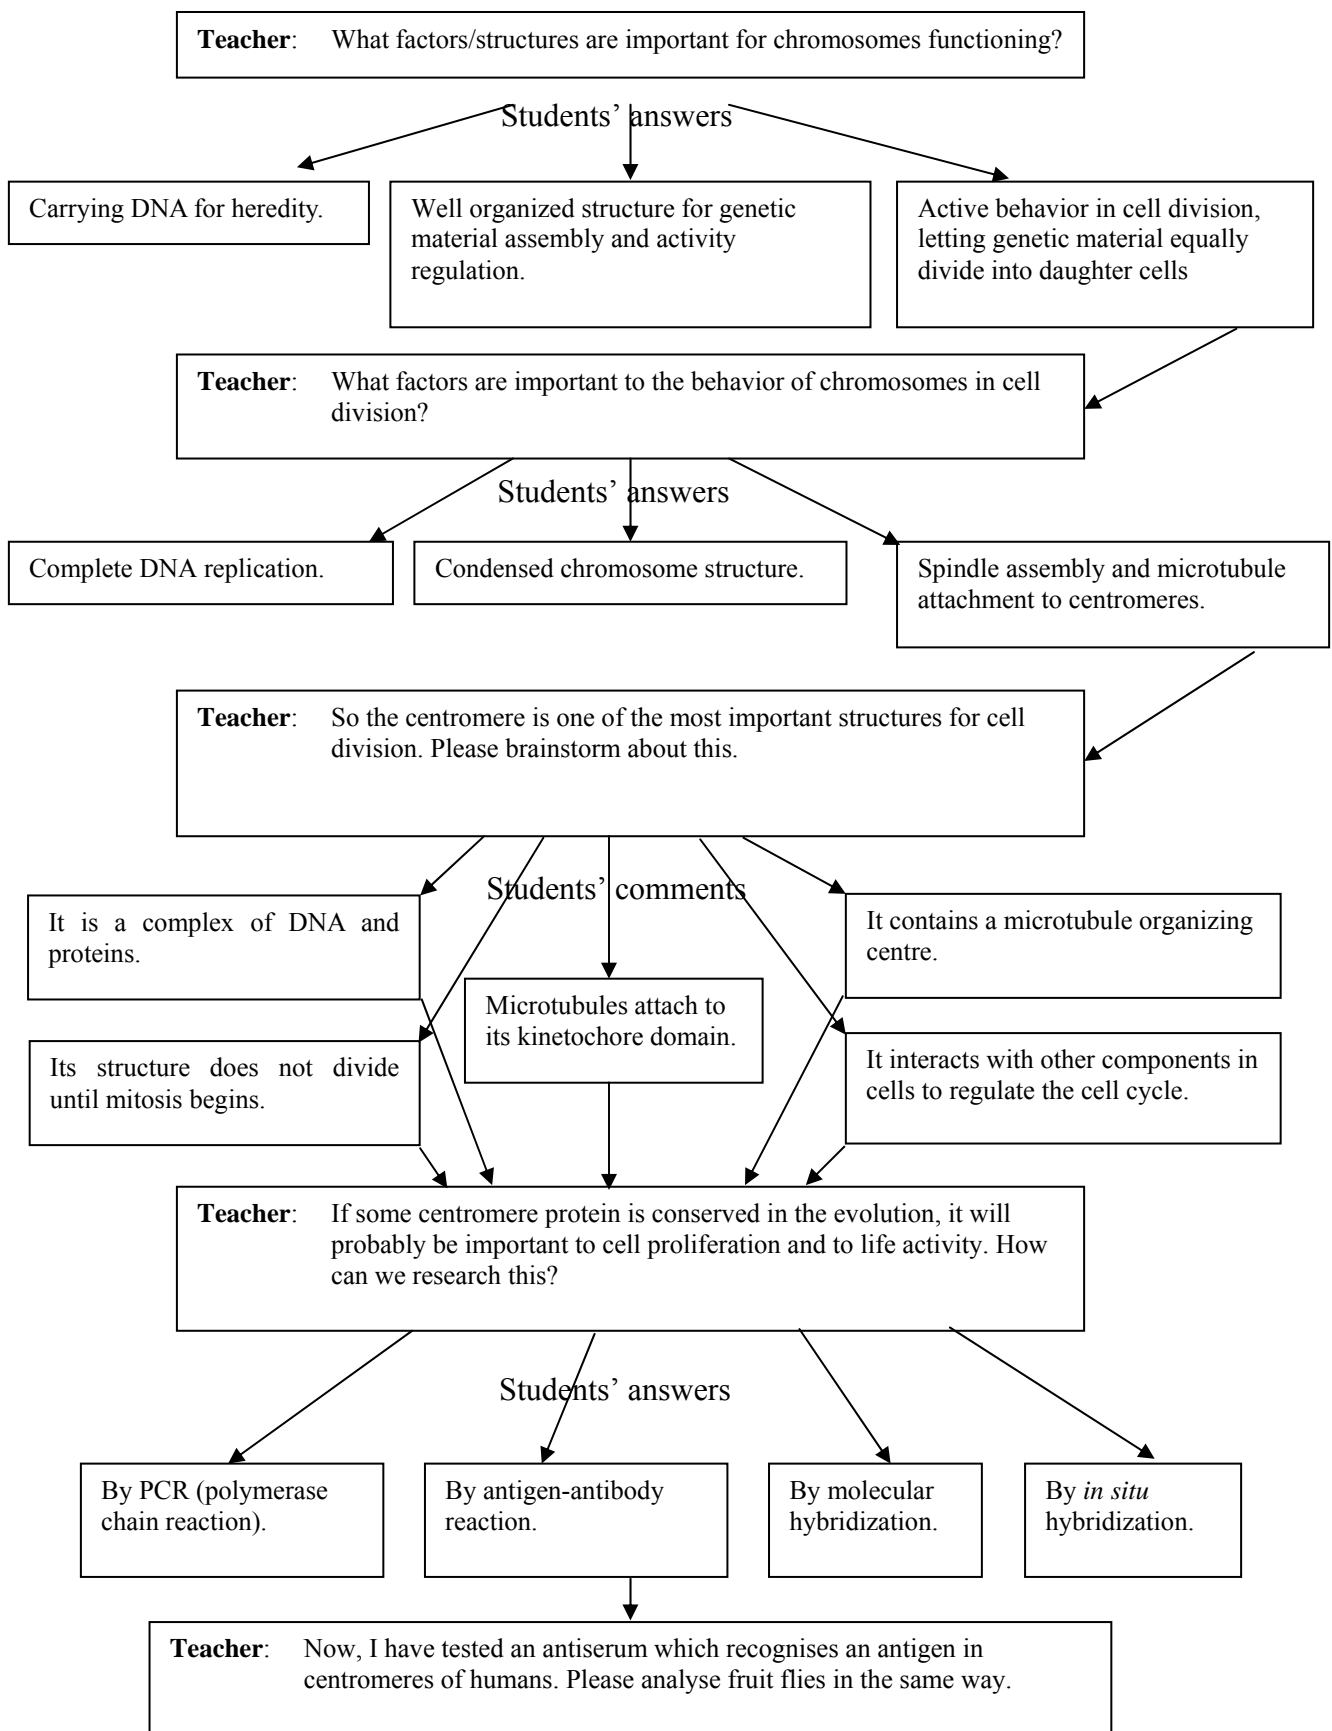 Teacher: What factors/structures are important for chromosomes functioning?
Students’ answers
Carrying DNA for heredity.
Well organized structure for genetic
material assembly and activity
regulation.
Active behavior in cell division,
letting genetic material equally
divide into daughter cells
Teacher: What factors are important to the behavior of chromosomes in cell
division?
Students’ answers
Complete DNA replication.
Condensed chromosome structure.
Spindle assembly and microtubule
attachment to centromeres.
Teacher: So the centromere is one of the most important structures for cell
division. Please brainstorm about this.
Students’ comments
It is a complex of DNA and
proteins.
It contains a microtubule organizing
centre.
Microtubules attach to
its kinetochore domain.
Its structure does not divide
until mitosis begins.
It interacts with other components in
cells to regulate the cell cycle.
Teacher: If some centromere protein is conserved in the evolution, it will
probably be important to cell proliferation and to life activity. How
can we research this?
Students’ answers
By PCR (polymerase
chain reaction).
By antigen-antibody
reaction.
By molecular
hybridization.
By in situ
hybridization.
Teacher: Now, I have tested an antiserum which recognises an antigen in
centromeres of humans. Please analyse fruit flies in the same way.